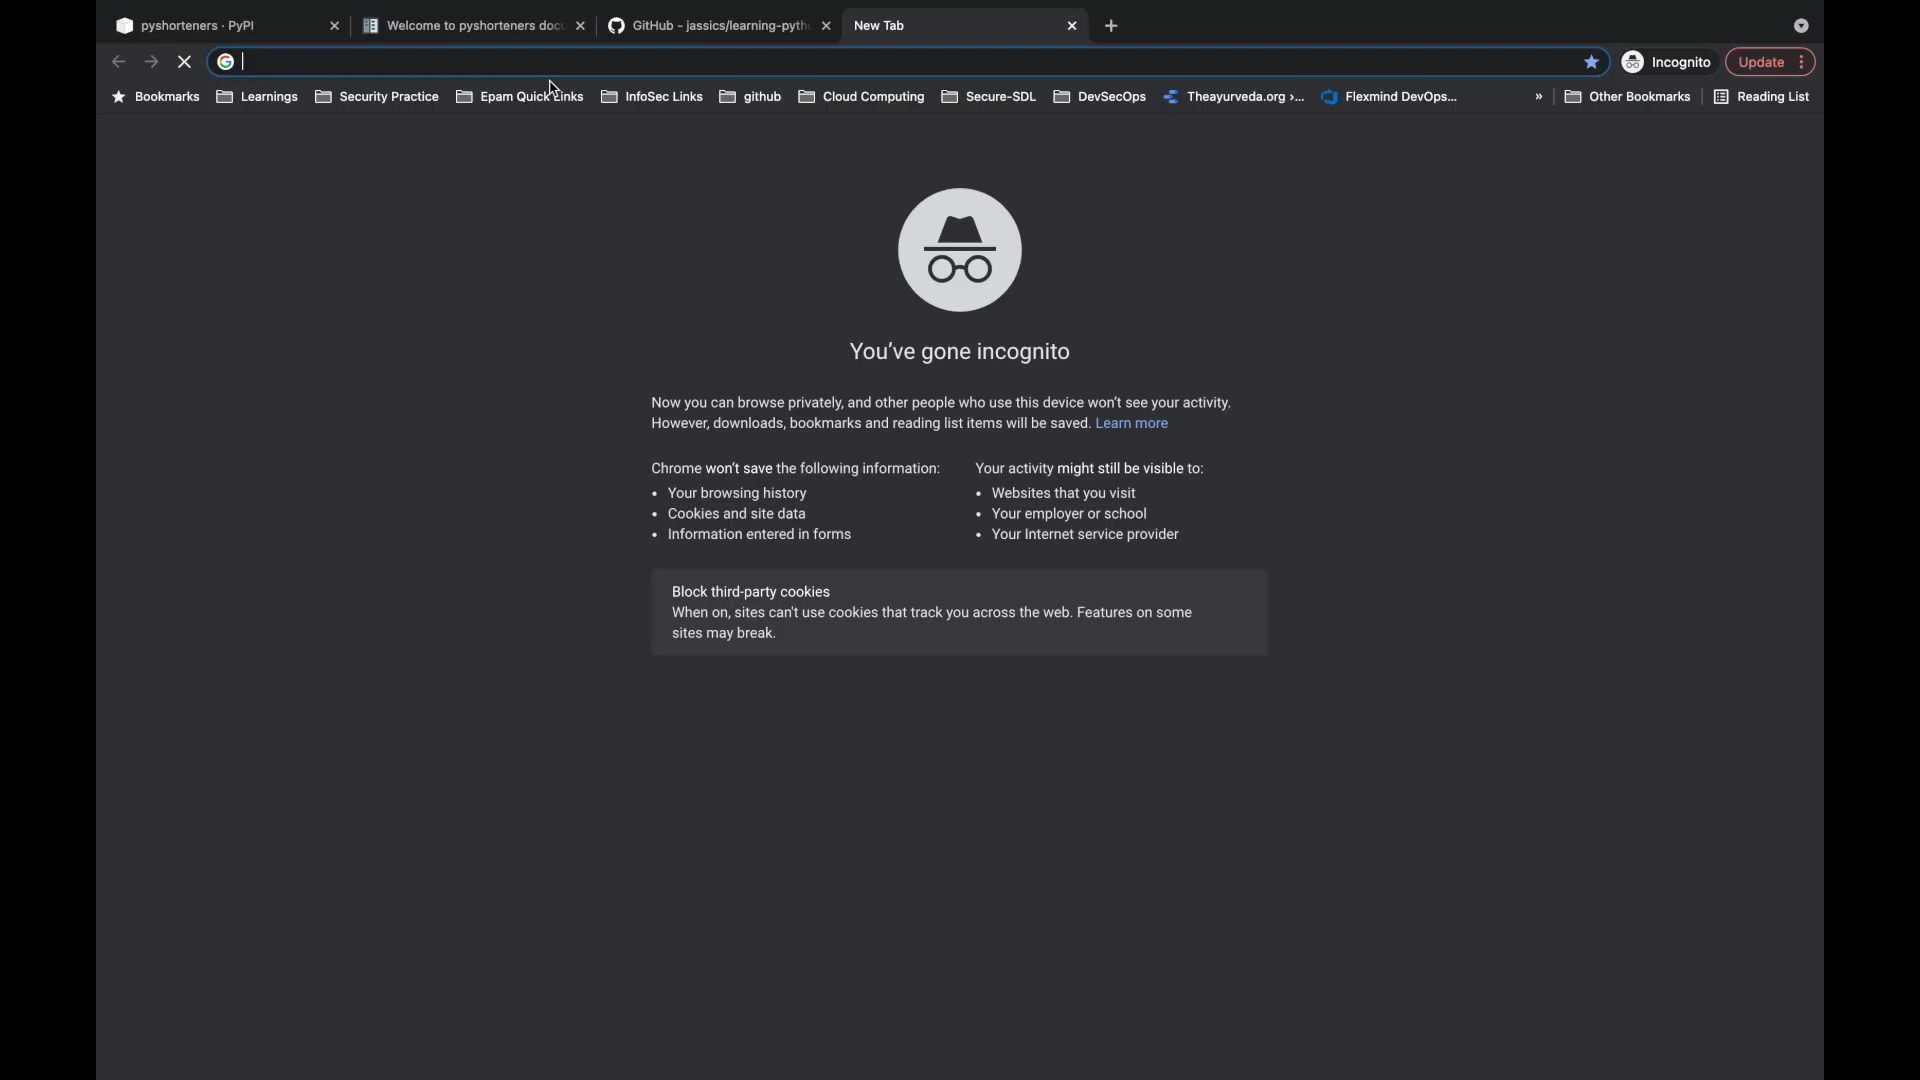 pyshorteners · PyPI
Welcome to pyshorteners docu
GitHub - jassics/learning-pyth
New Tab
Incognito
Update
Bookmarks
Learnings
Security Practice
Epam Quick Links
InfoSec Links
github
Cloud Computing
Secure-SDL
DevSecOps
Theayurveda.org ›...
Flexmind DevOps...
»
Other Bookmarks
Reading List
You've gone incognito
Now you can browse privately, and other people who use this device won't see your activity.
However, downloads, bookmarks and reading list items will be saved. Learn more
Chrome won't save the following information:
• Your browsing history
• Cookies and site data
• Information entered in forms
Your activity might still be visible to:
• Websites that you visit
• Your employer or school
• Your Internet service provider
Block third-party cookies
When on, sites can't use cookies that track you across the web. Features on some
sites may break.